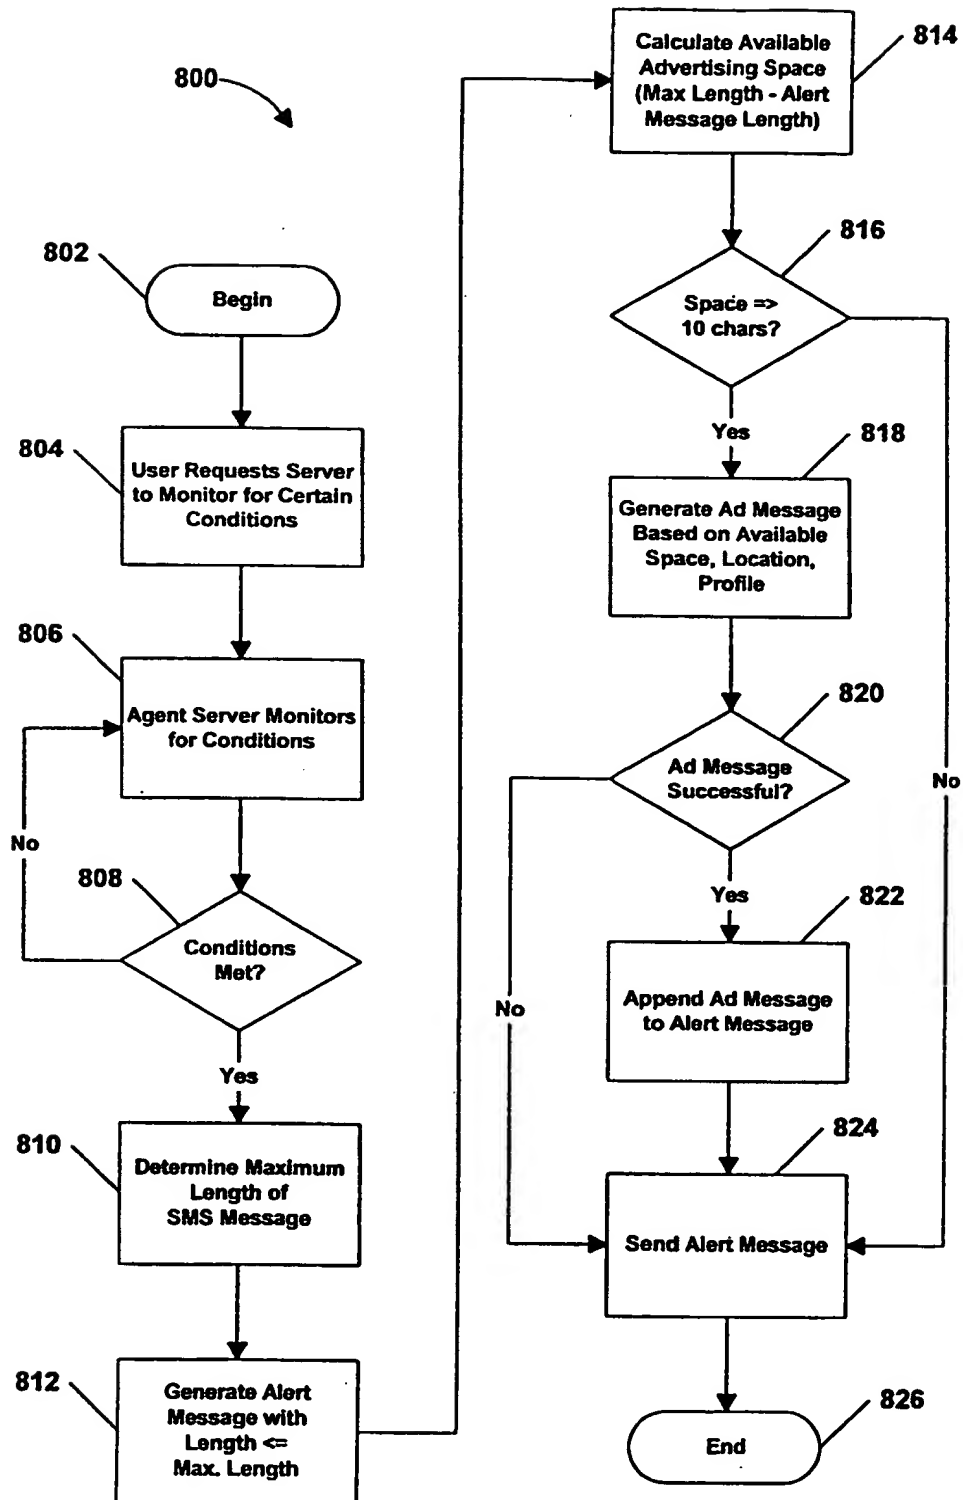 800
802
Begin
804
User Requests Server
to Monitor for Certain
Conditions
806
Agent Server Monitors
for Conditions
No
808
Conditions
Met?
Yes
810
Determine Maximum
Length of
SMS Message
812
Generate Alert
Message with
Length <=
Max. Length
814
Calculate Available
Advertising Space
(Max Length - Alert
Message Length)
816
Space =>
10 chars?
Yes
No
818
Generate Ad Message
Based on Available
Space, Location,
Profile
820
Ad Message
Successful?
Yes
No
822
Append Ad Message
to Alert Message
824
Send Alert Message
826
End